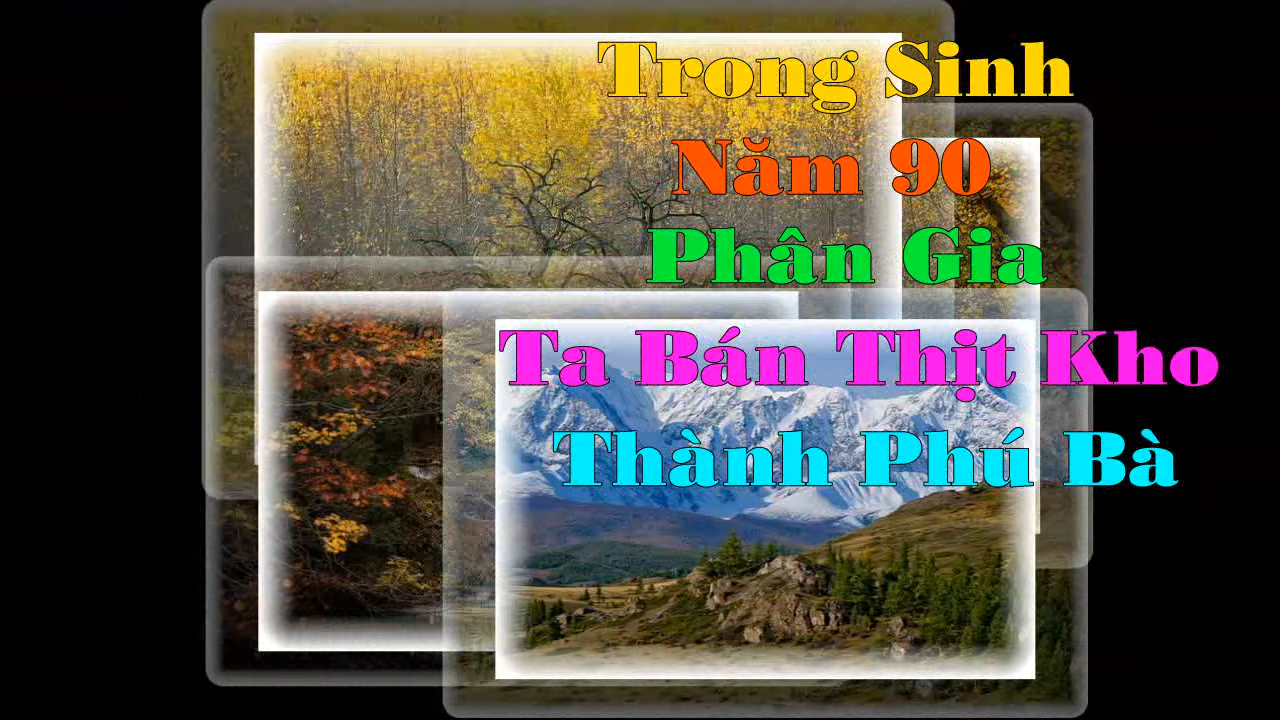 Trong Sinh
Năm 90
Phân Gia
Ta Bán Thịt Kho
Thành Phú Bà